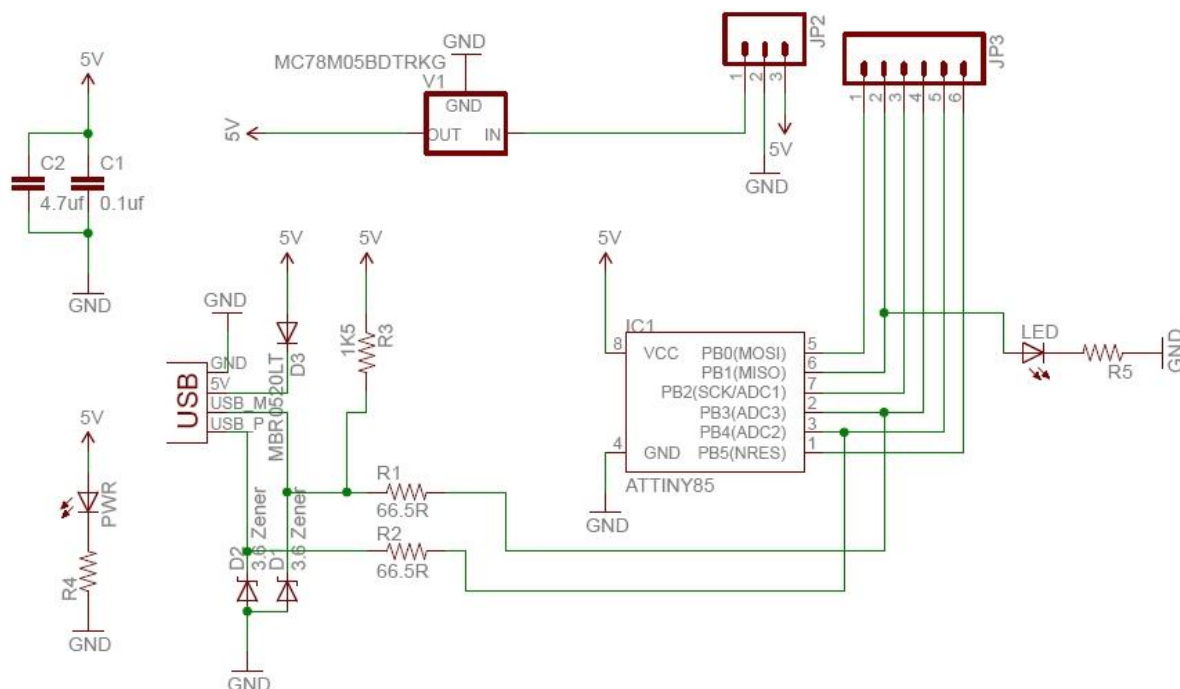 5V
C2
C1
4.7uf
0.1uf
GND
GND
MC78M05BDTRKG
V1
GND
OUT
IN
5V
JP2
1
2
3
5V
GND
JP3
1
2
3
4
5
6
5V
GND
5V
1K5
R3
D3
MBR0520LT
USB
GND
5V
USB_M
USB_P
5V
PWR
R4
GND
D2
3.6 Zener
D1
3.6 Zener
GND
R1
66.5R
R2
66.5R
5V
IC1
8
VCC
PB0(MOSI)
5
PB1(MISO)
6
PB2(SCK/ADC1)
7
PB3(ADC3)
2
PB4(ADC2)
3
4
GND
PB5(NRES)
1
ATTINY85
GND
LED
R5
GND